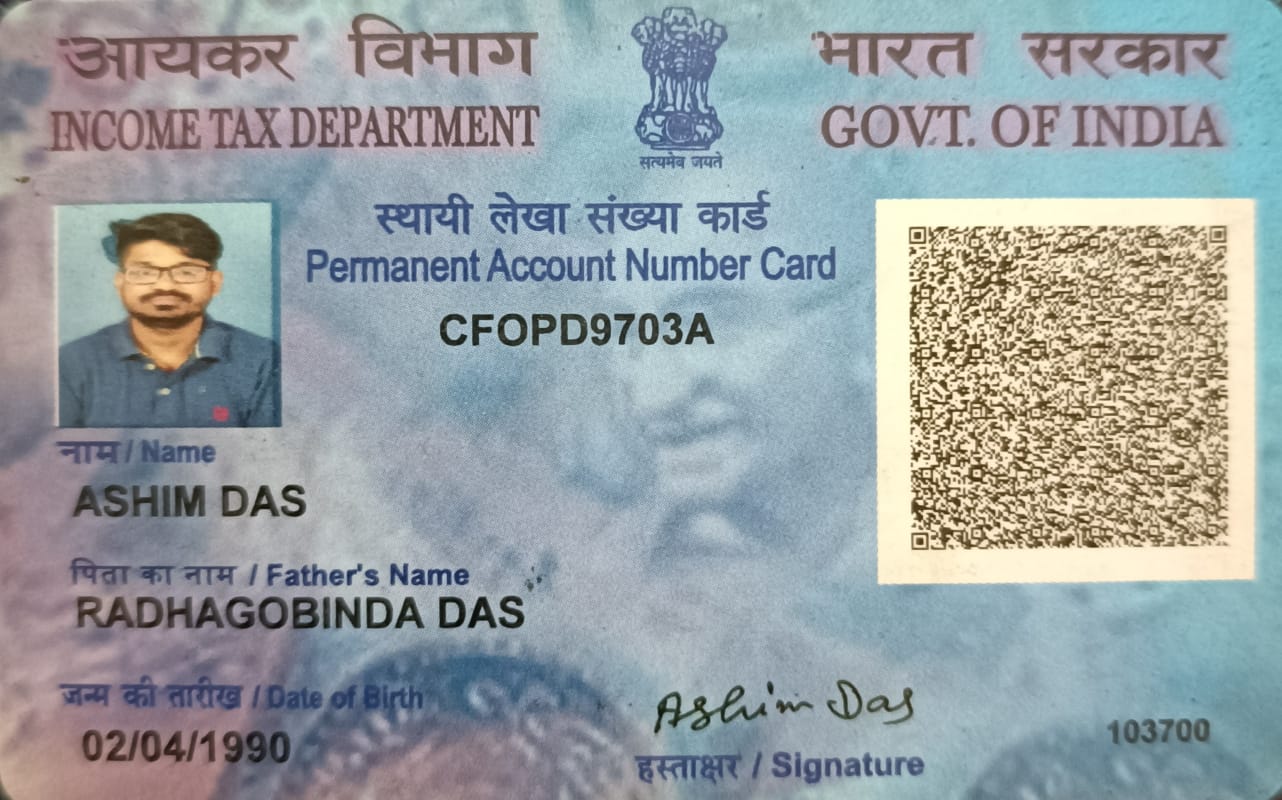 आयकर विभाग
INCOME TAX DEPARTMENT
सत्यमेव जयते
भारत सरकार
GOVT. OF INDIA
स्थायी लेखा संख्या कार्ड
Permanent Account Number Card
CFOPD9703A
नाम / Name
ASHIM DAS
पिता का नाम / Father's Name
RADHAGOBINDA DAS
जन्म की तारीख / Date of Birth
02/04/1990
Ashim Das
हस्ताक्षर / Signature
103700